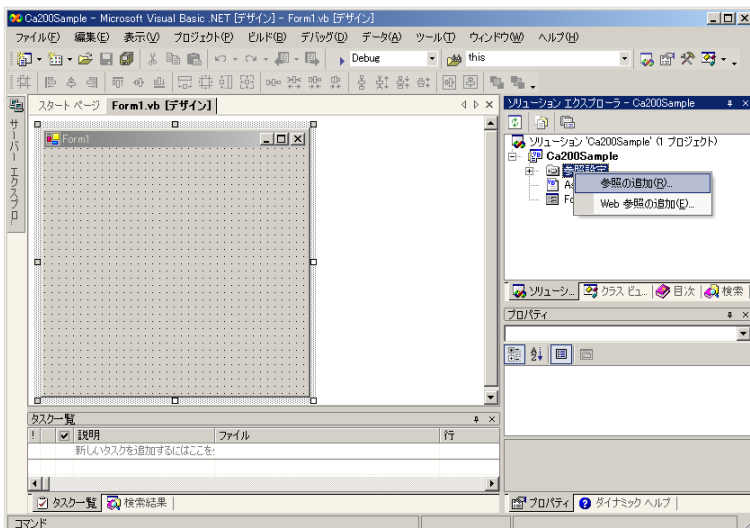 Ca200Sample - Microsoft Visual Basic .NET [デザイン] - Form1.vb [デザイン]
ファイル(F) 編集(E) 表示(V) プロジェクト(P) ビルド(B) デバッグ(D) データ(A) ツール(T) ウィンドウ(W) ヘルプ(H)
Debug this
スタート ページ Form1.vb [デザイン]
サーバー エクスプロ
Form1
ソリューション エクスプローラ - Ca200Sample
ソリューション 'Ca200Sample' (1 プロジェクト)
Ca200Sample
参照設定
As
Fo
参照の追加(R)...
Web 参照の追加(E)...
ソリューシ... クラス ビュ... 目次 検索
プロパティ
タスク一覧
! 説明 ファイル 行
新しいタスクを追加するにはここを
タスク一覧 検索結果
プロパティ ダイナミック ヘルプ
コマンド